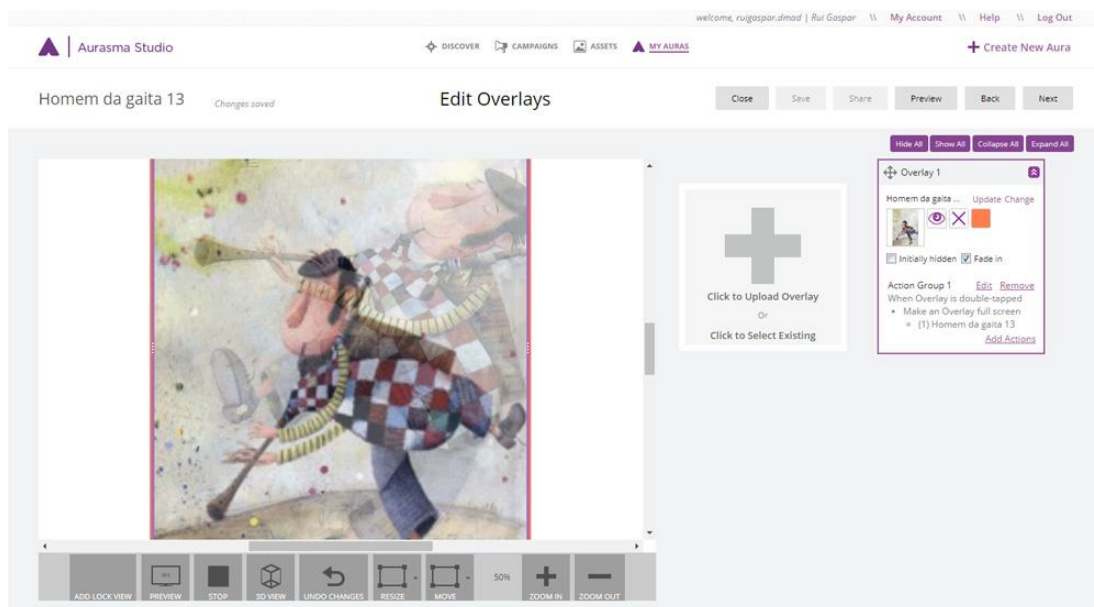 welcome, ruigaspar.dmad | Rui Gaspar \\ My Account \\ Help \\ Log Out
Aurasma Studio
DISCOVER CAMPAIGNS ASSETS MY AURAS
+ Create New Aura
Homem da gaita 13
Changes saved
Edit Overlays
Close Save Share Preview Back Next
Hide All Show All Collapse All Expand All
Overlay 1
Homem da gaita ... Update Change
Initially hidden Fade in
Action Group 1 Edit Remove
When Overlay is double-tapped
• Make an Overlay full screen
○ (1) Homem da gaita 13
Add Actions
Click to Upload Overlay
Or
Click to Select Existing
ADD LOCK VIEW PREVIEW STOP 3D VIEW UNDO CHANGES RESIZE MOVE 50% ZOOM IN ZOOM OUT